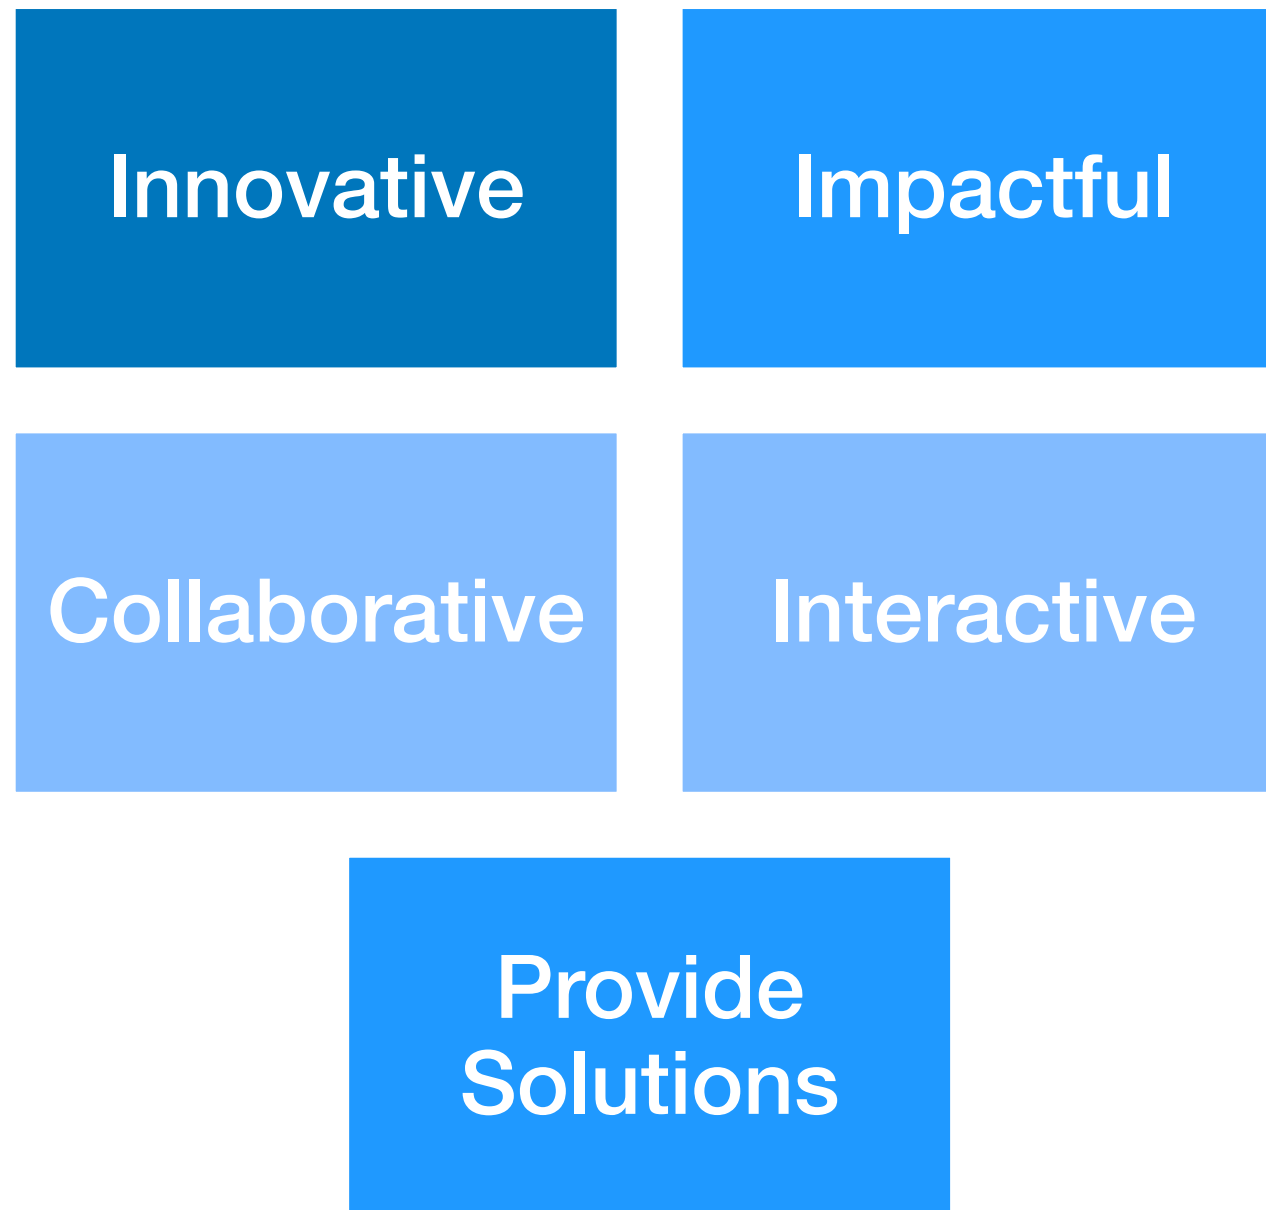 Innovative
Impactful
Collaborative
Interactive
Provide
Solutions